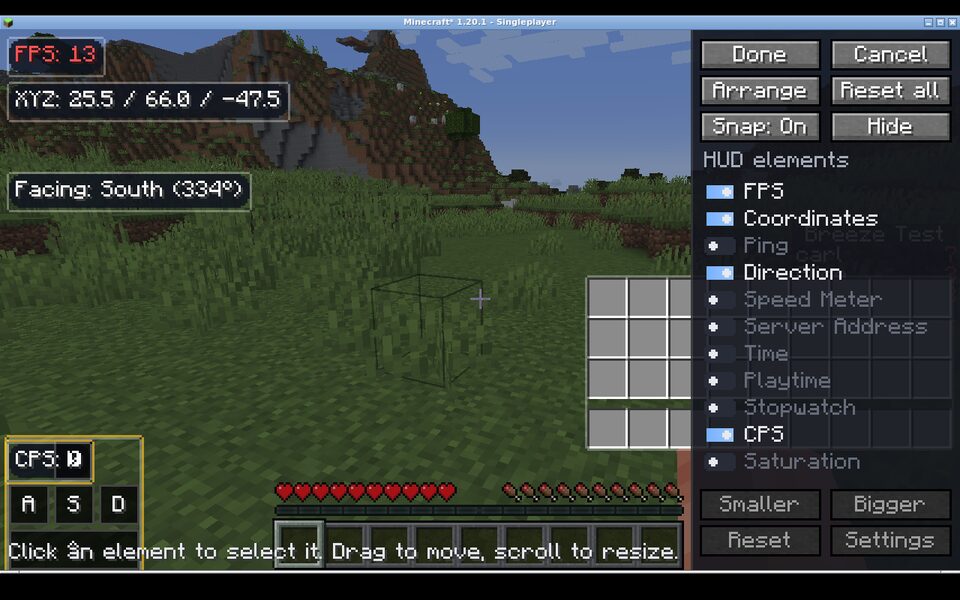 Minecraft* 1.20.1 - Singleplayer
FPS: 13
XYZ: 25.5 / 66.0 / -47.5
Facing: South (334°)
Done
Cancel
Arrange
Reset all
Snap: On
Hide
HUD elements
FPS
Coordinates
Ping
Breeze Test
carl
Direction
Speed Meter
Server Address
Time
Playtime
Stopwatch
CPS
Saturation
Smaller
Bigger
Reset
Settings
CPS: 0
A S D
Click an element to select it. Drag to move, scroll to resize.